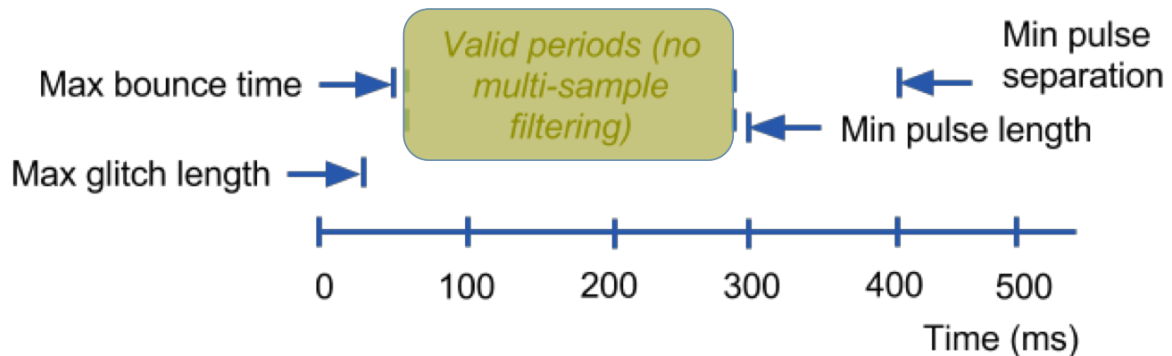 Valid periods (no
multi-sample
filtering)
Min pulse
separation
Max bounce time
Min pulse length
Max glitch length
0 100 200 300 400 500
Time (ms)